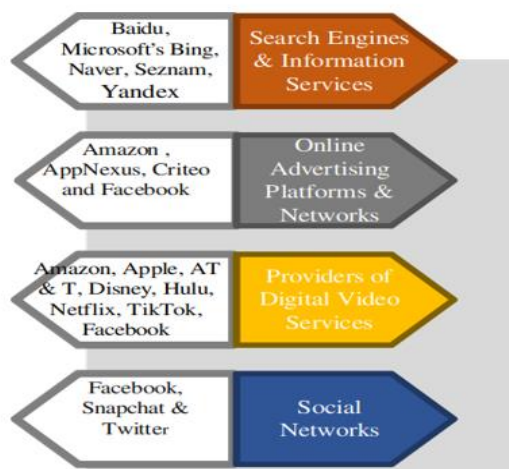 Baidu,
Microsoft's Bing,
Naver, Seznam,
Yandex
Search Engines
& Information
Services
Amazon ,
AppNexus, Criteo
and Facebook
Online
Advertising
Platforms &
Networks
Amazon, Apple, AT
& T, Disney, Hulu,
Netflix, TikTok,
Facebook
Providers of
Digital Video
Services
Facebook,
Snapchat &
Twitter
Social
Networks